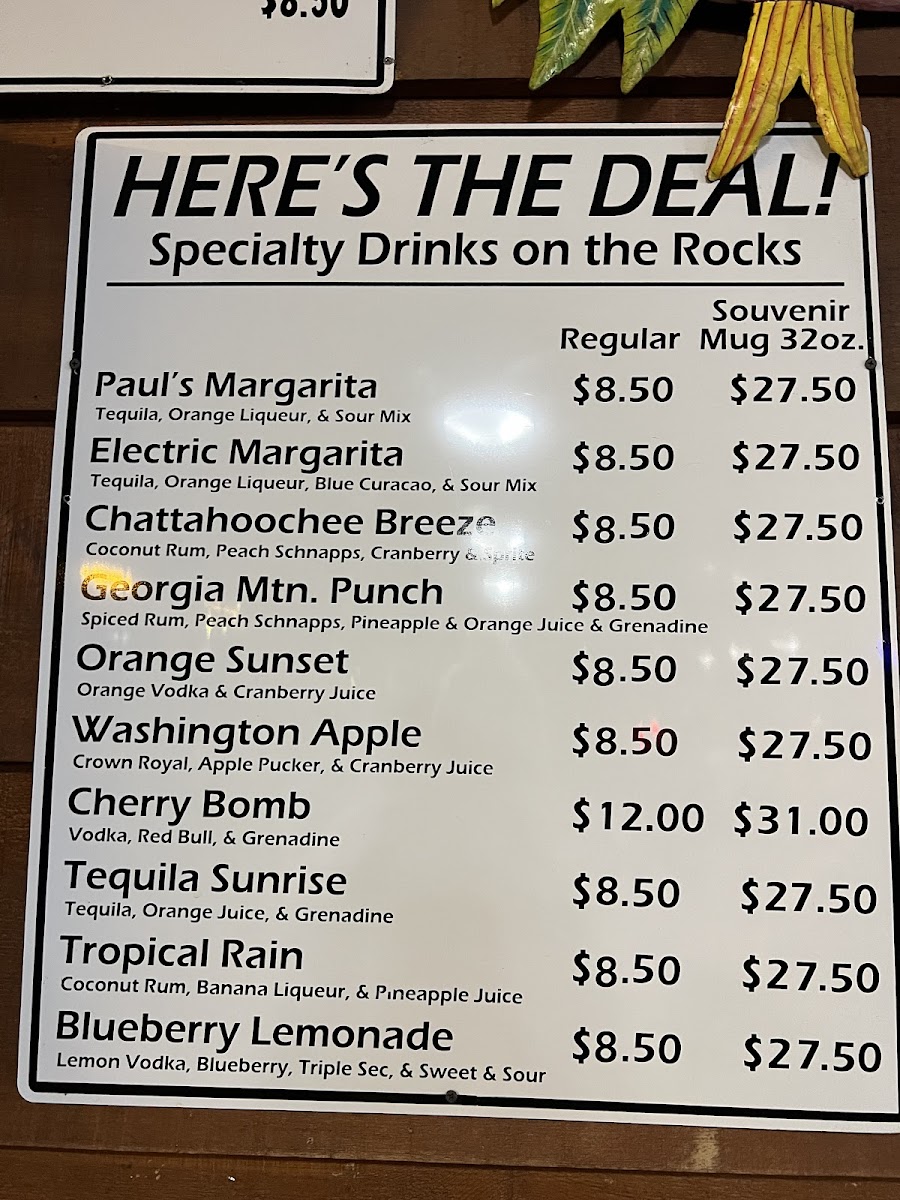 $8.50
HERE'S THE DEAL!
Specialty Drinks on the Rocks
Souvenir
Regular Mug 32oz.
Paul's Margarita $8.50 $27.50
Tequila, Orange Liqueur, & Sour Mix
Electric Margarita $8.50 $27.50
Tequila, Orange Liqueur, Blue Curacao, & Sour Mix
Chattahoochee Breeze $8.50 $27.50
Coconut Rum, Peach Schnapps, Cranberry & Sprite
Georgia Mtn. Punch $8.50 $27.50
Spiced Rum, Peach Schnapps, Pineapple & Orange Juice & Grenadine
Orange Sunset $8.50 $27.50
Orange Vodka & Cranberry Juice
Washington Apple $8.50 $27.50
Crown Royal, Apple Pucker, & Cranberry Juice
Cherry Bomb $12.00 $31.00
Vodka, Red Bull, & Grenadine
Tequila Sunrise $8.50 $27.50
Tequila, Orange Juice, & Grenadine
Tropical Rain $8.50 $27.50
Coconut Rum, Banana Liqueur, & Pineapple Juice
Blueberry Lemonade $8.50 $27.50
Lemon Vodka, Blueberry, Triple Sec, & Sweet & Sour